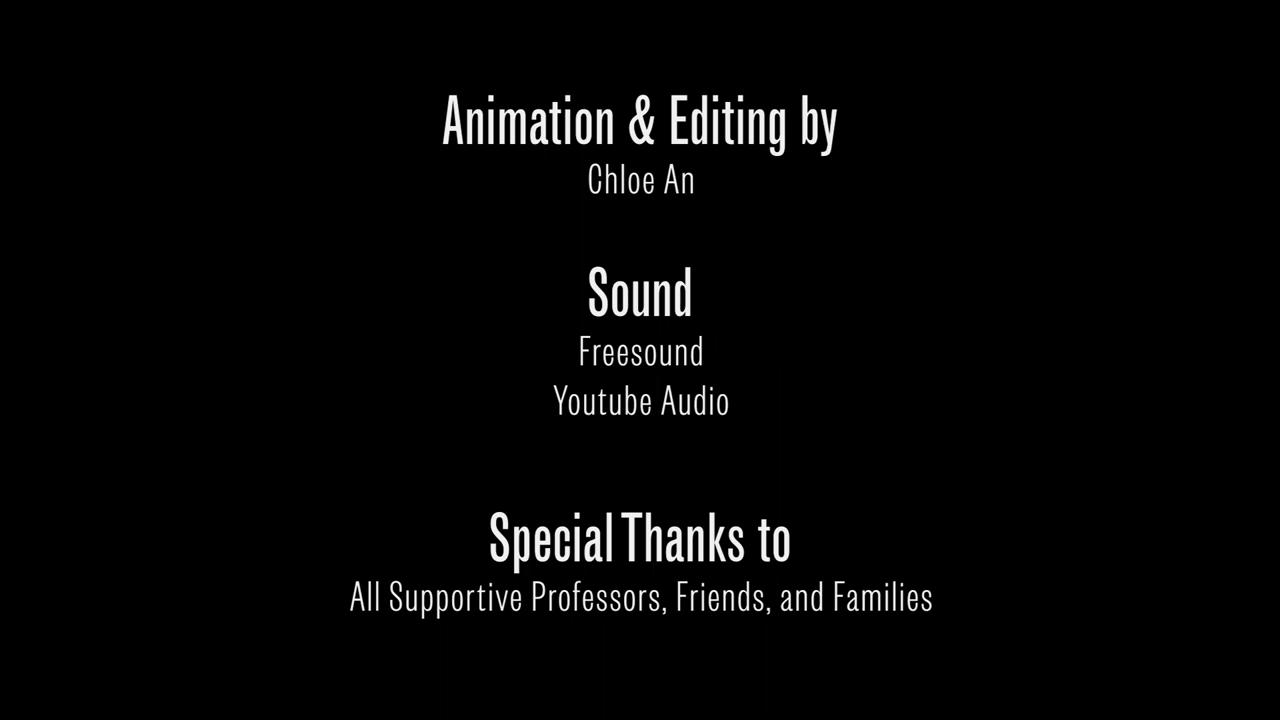 Animation & Editing by
Chloe An
Sound
Freesound
Youtube Audio
Special Thanks to
All Supportive Professors, Friends, and Families